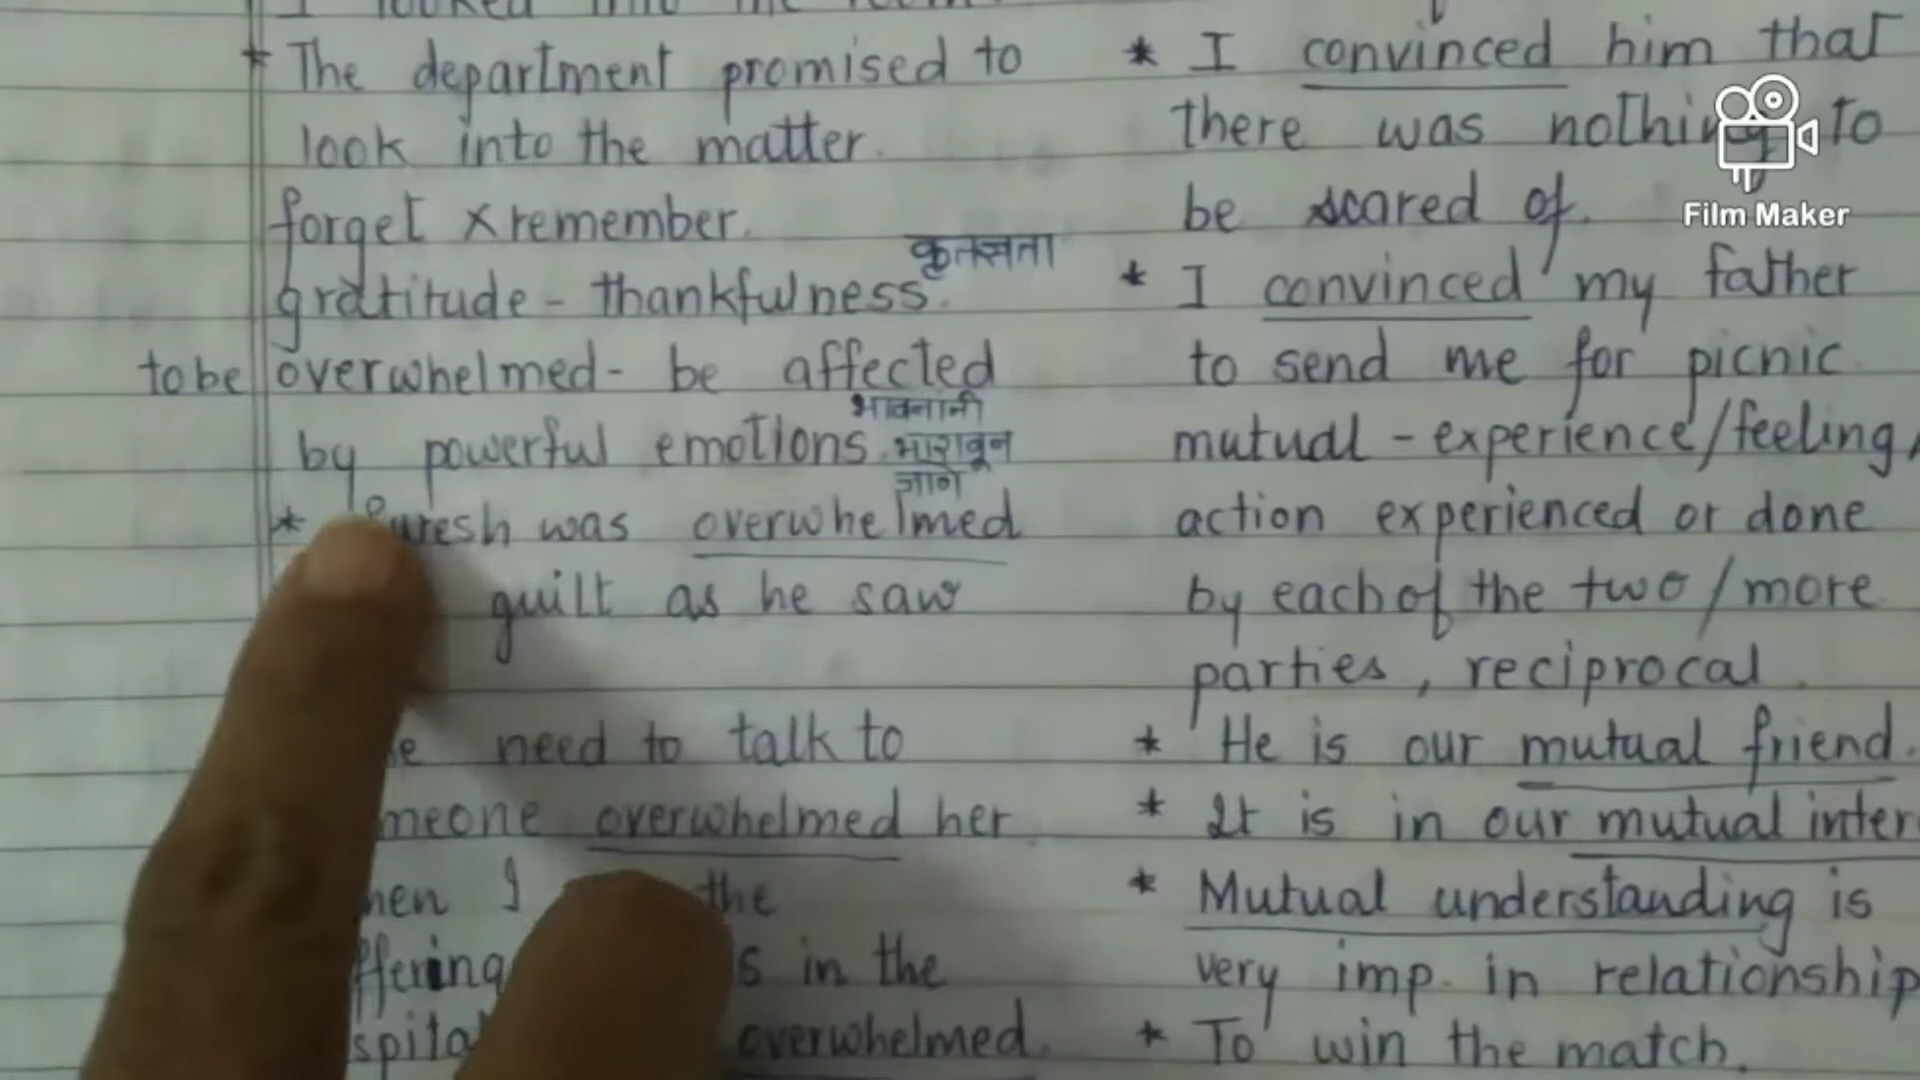 I looked into the room.
* The department promised to
look into the matter.
forget x remember.
gratitude - thankfulness. कृतज्ञता
to be overwhelmed - be affected
by powerful emotions. भावनांनी
भारावून
जाणे
* was overwhelmed
guilt as he saw
need to talk to
overwhelmed her
I the
in the
overwhelmed.
* I convinced him that
there was nothing to
be scared of.
* I convinced my father
to send me for picnic
mutual - experience/feeling/
action experienced or done
by each of the two/more
parties, reciprocal.
* He is our mutual friend.
* It is in our mutual inter
* Mutual understanding is
very imp. in relationship
* To win the match,
Film Maker